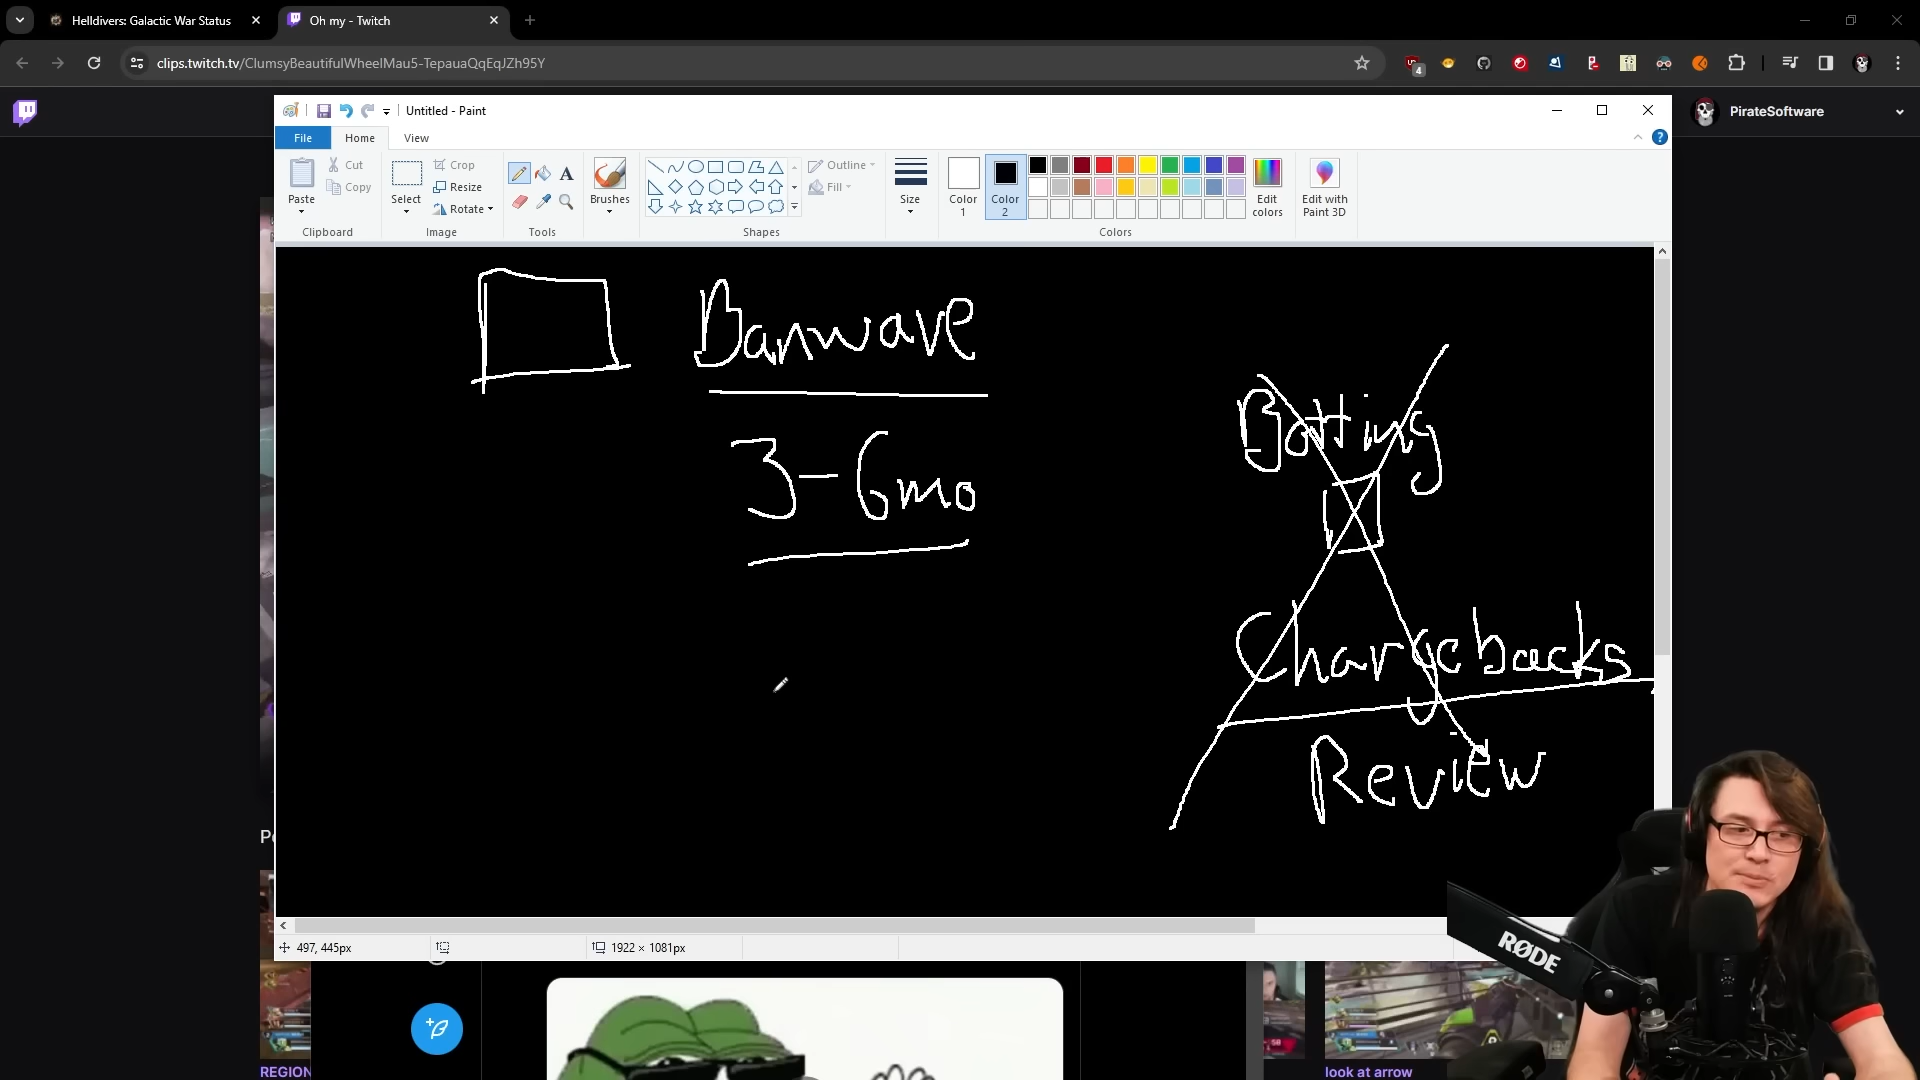 Helldivers: Galactic War Status
Oh my - Twitch
clips.twitch.tv/ClumsyBeautifulWheelMau5-TepauaQqEqJZh95Y
4
PirateSoftware
Untitled - Paint
File
Home
View
Paste
Cut
Copy
Clipboard
Select
Crop
Resize
Rotate
Image
A
Tools
Brushes
Outline
Fill
Shapes
Size
Color 1
Color 2
Edit colors
Colors
Edit with Paint 3D
Banwave
3-6mo
Botting
Chargebacks
Review
497, 445px
1922 × 1081px
RØDE
REGION
look at arrow